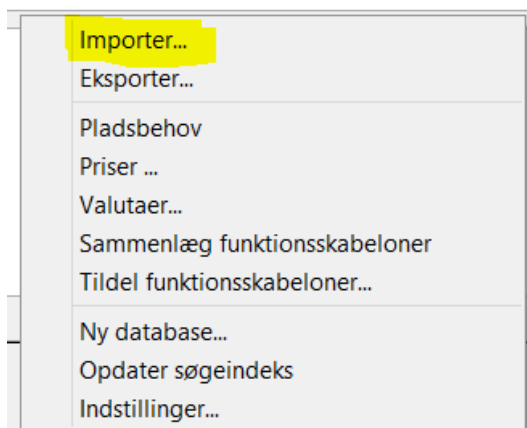 Importer...
Eksporter...
Pladsbehov
Priser ...
Valutaer...
Sammenlæg funktionsskabeloner
Tildel funktionsskabeloner...
Ny database...
Opdater søgeindeks
Indstillinger...